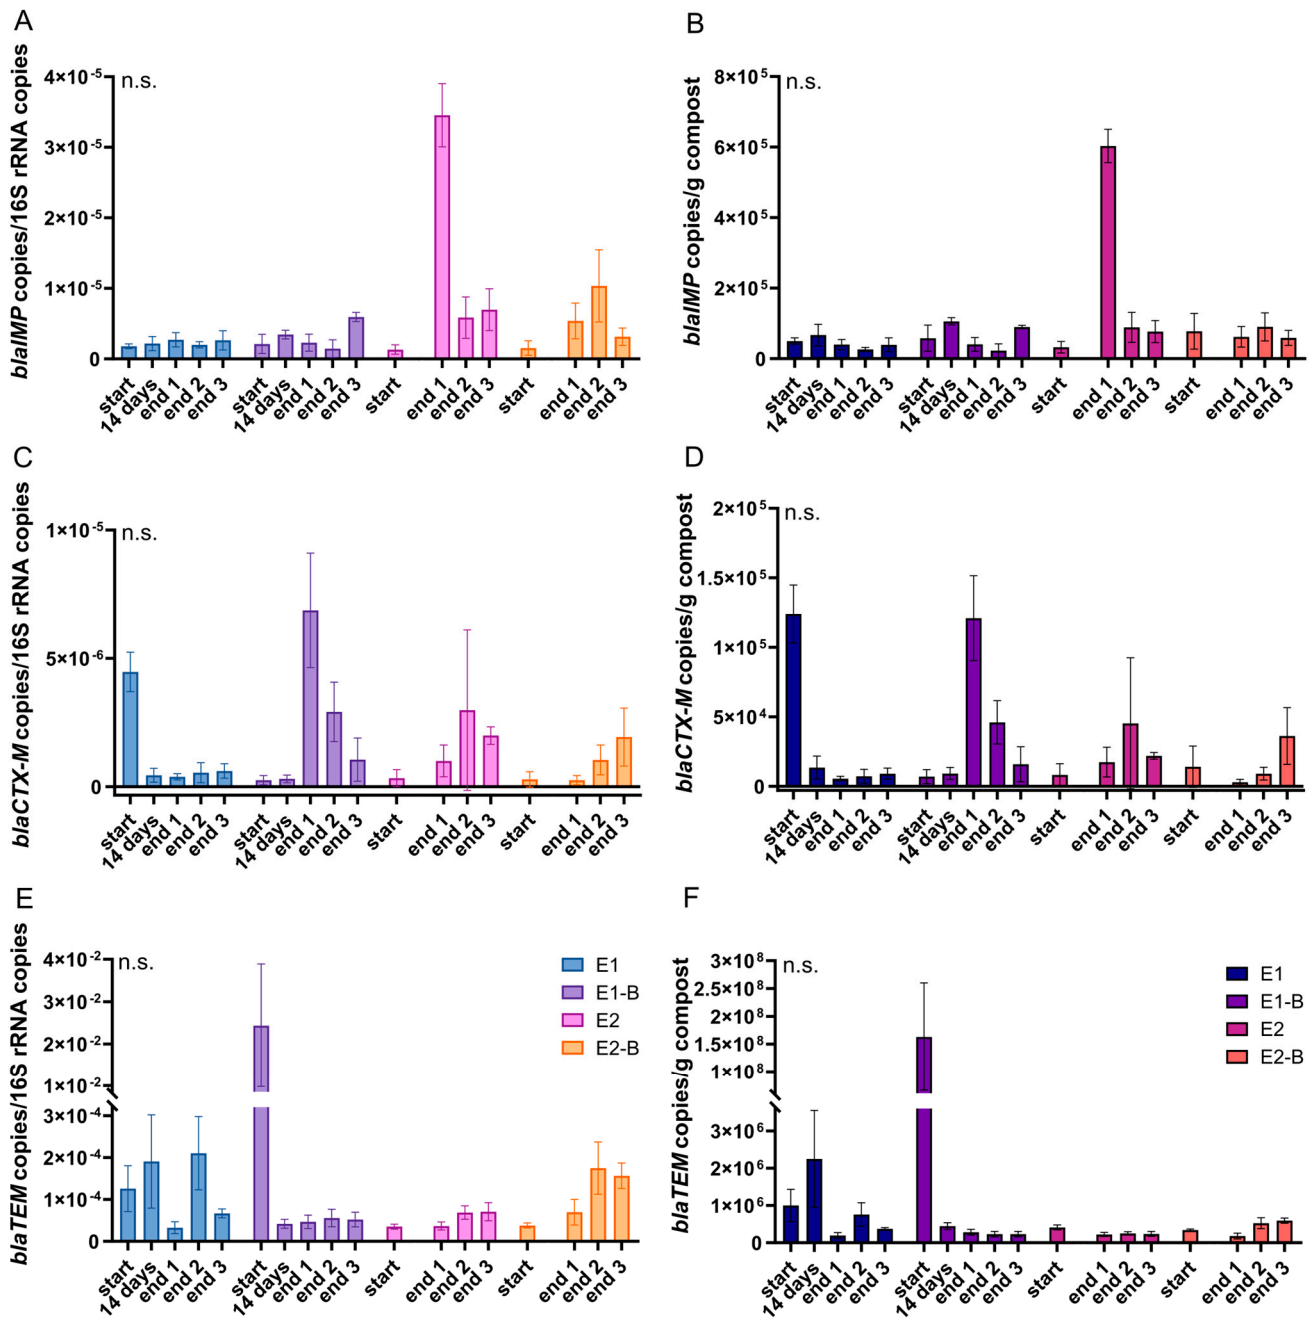 A
blaIMP copies/16S rRNA copies
4×10⁻⁵
3×10⁻⁵
2×10⁻⁵
1×10⁻⁵
0
n.s.
start
14 days
end 1
end 2
end 3
start
14 days
end 1
end 2
end 3
start
end 1
end 2
end 3
start
end 1
end 2
end 3
B
blaIMP copies/g compost
8×10⁵
6×10⁵
4×10⁵
2×10⁵
0
n.s.
start
14 days
end 1
end 2
end 3
start
14 days
end 1
end 2
end 3
start
end 1
end 2
end 3
start
end 1
end 2
end 3
C
blaCTX-M copies/16S rRNA copies
1×10⁻⁵
5×10⁻⁶
0
n.s.
start
14 days
end 1
end 2
end 3
start
14 days
end 1
end 2
end 3
start
end 1
end 2
end 3
start
end 1
end 2
end 3
D
blaCTX-M copies/g compost
2×10⁵
1.5×10⁵
1×10⁵
5×10⁴
0
n.s.
start
14 days
end 1
end 2
end 3
start
14 days
end 1
end 2
end 3
start
end 1
end 2
end 3
start
end 1
end 2
end 3
E
blaTEM copies/16S rRNA copies
4×10⁻²
3×10⁻²
2×10⁻²
1×10⁻²
3×10⁻⁴
2×10⁻⁴
1×10⁻⁴
0
n.s.
E1
E1-B
E2
E2-B
start
14 days
end 1
end 2
end 3
start
14 days
end 1
end 2
end 3
start
end 1
end 2
end 3
start
end 1
end 2
end 3
F
blaTEM copies/g compost
3×10⁸
2.5×10⁸
2×10⁸
1.5×10⁸
1×10⁸
3×10⁶
2×10⁶
1×10⁶
0
n.s.
E1
E1-B
E2
E2-B
start
14 days
end 1
end 2
end 3
start
14 days
end 1
end 2
end 3
start
end 1
end 2
end 3
start
end 1
end 2
end 3